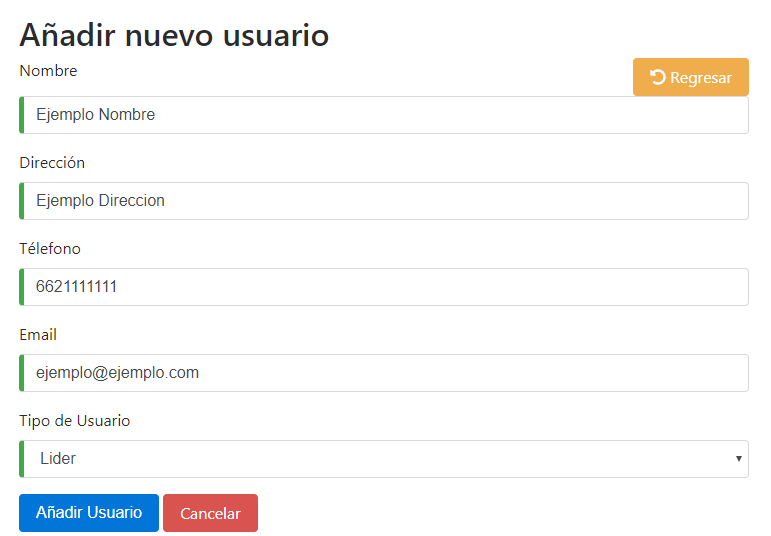 Añadir nuevo usuario
Nombre
Regresar
Ejemplo Nombre
Dirección
Ejemplo Direccion
Télefono
6621111111
Email
ejemplo@ejemplo.com
Tipo de Usuario
Lider
Añadir Usuario
Cancelar